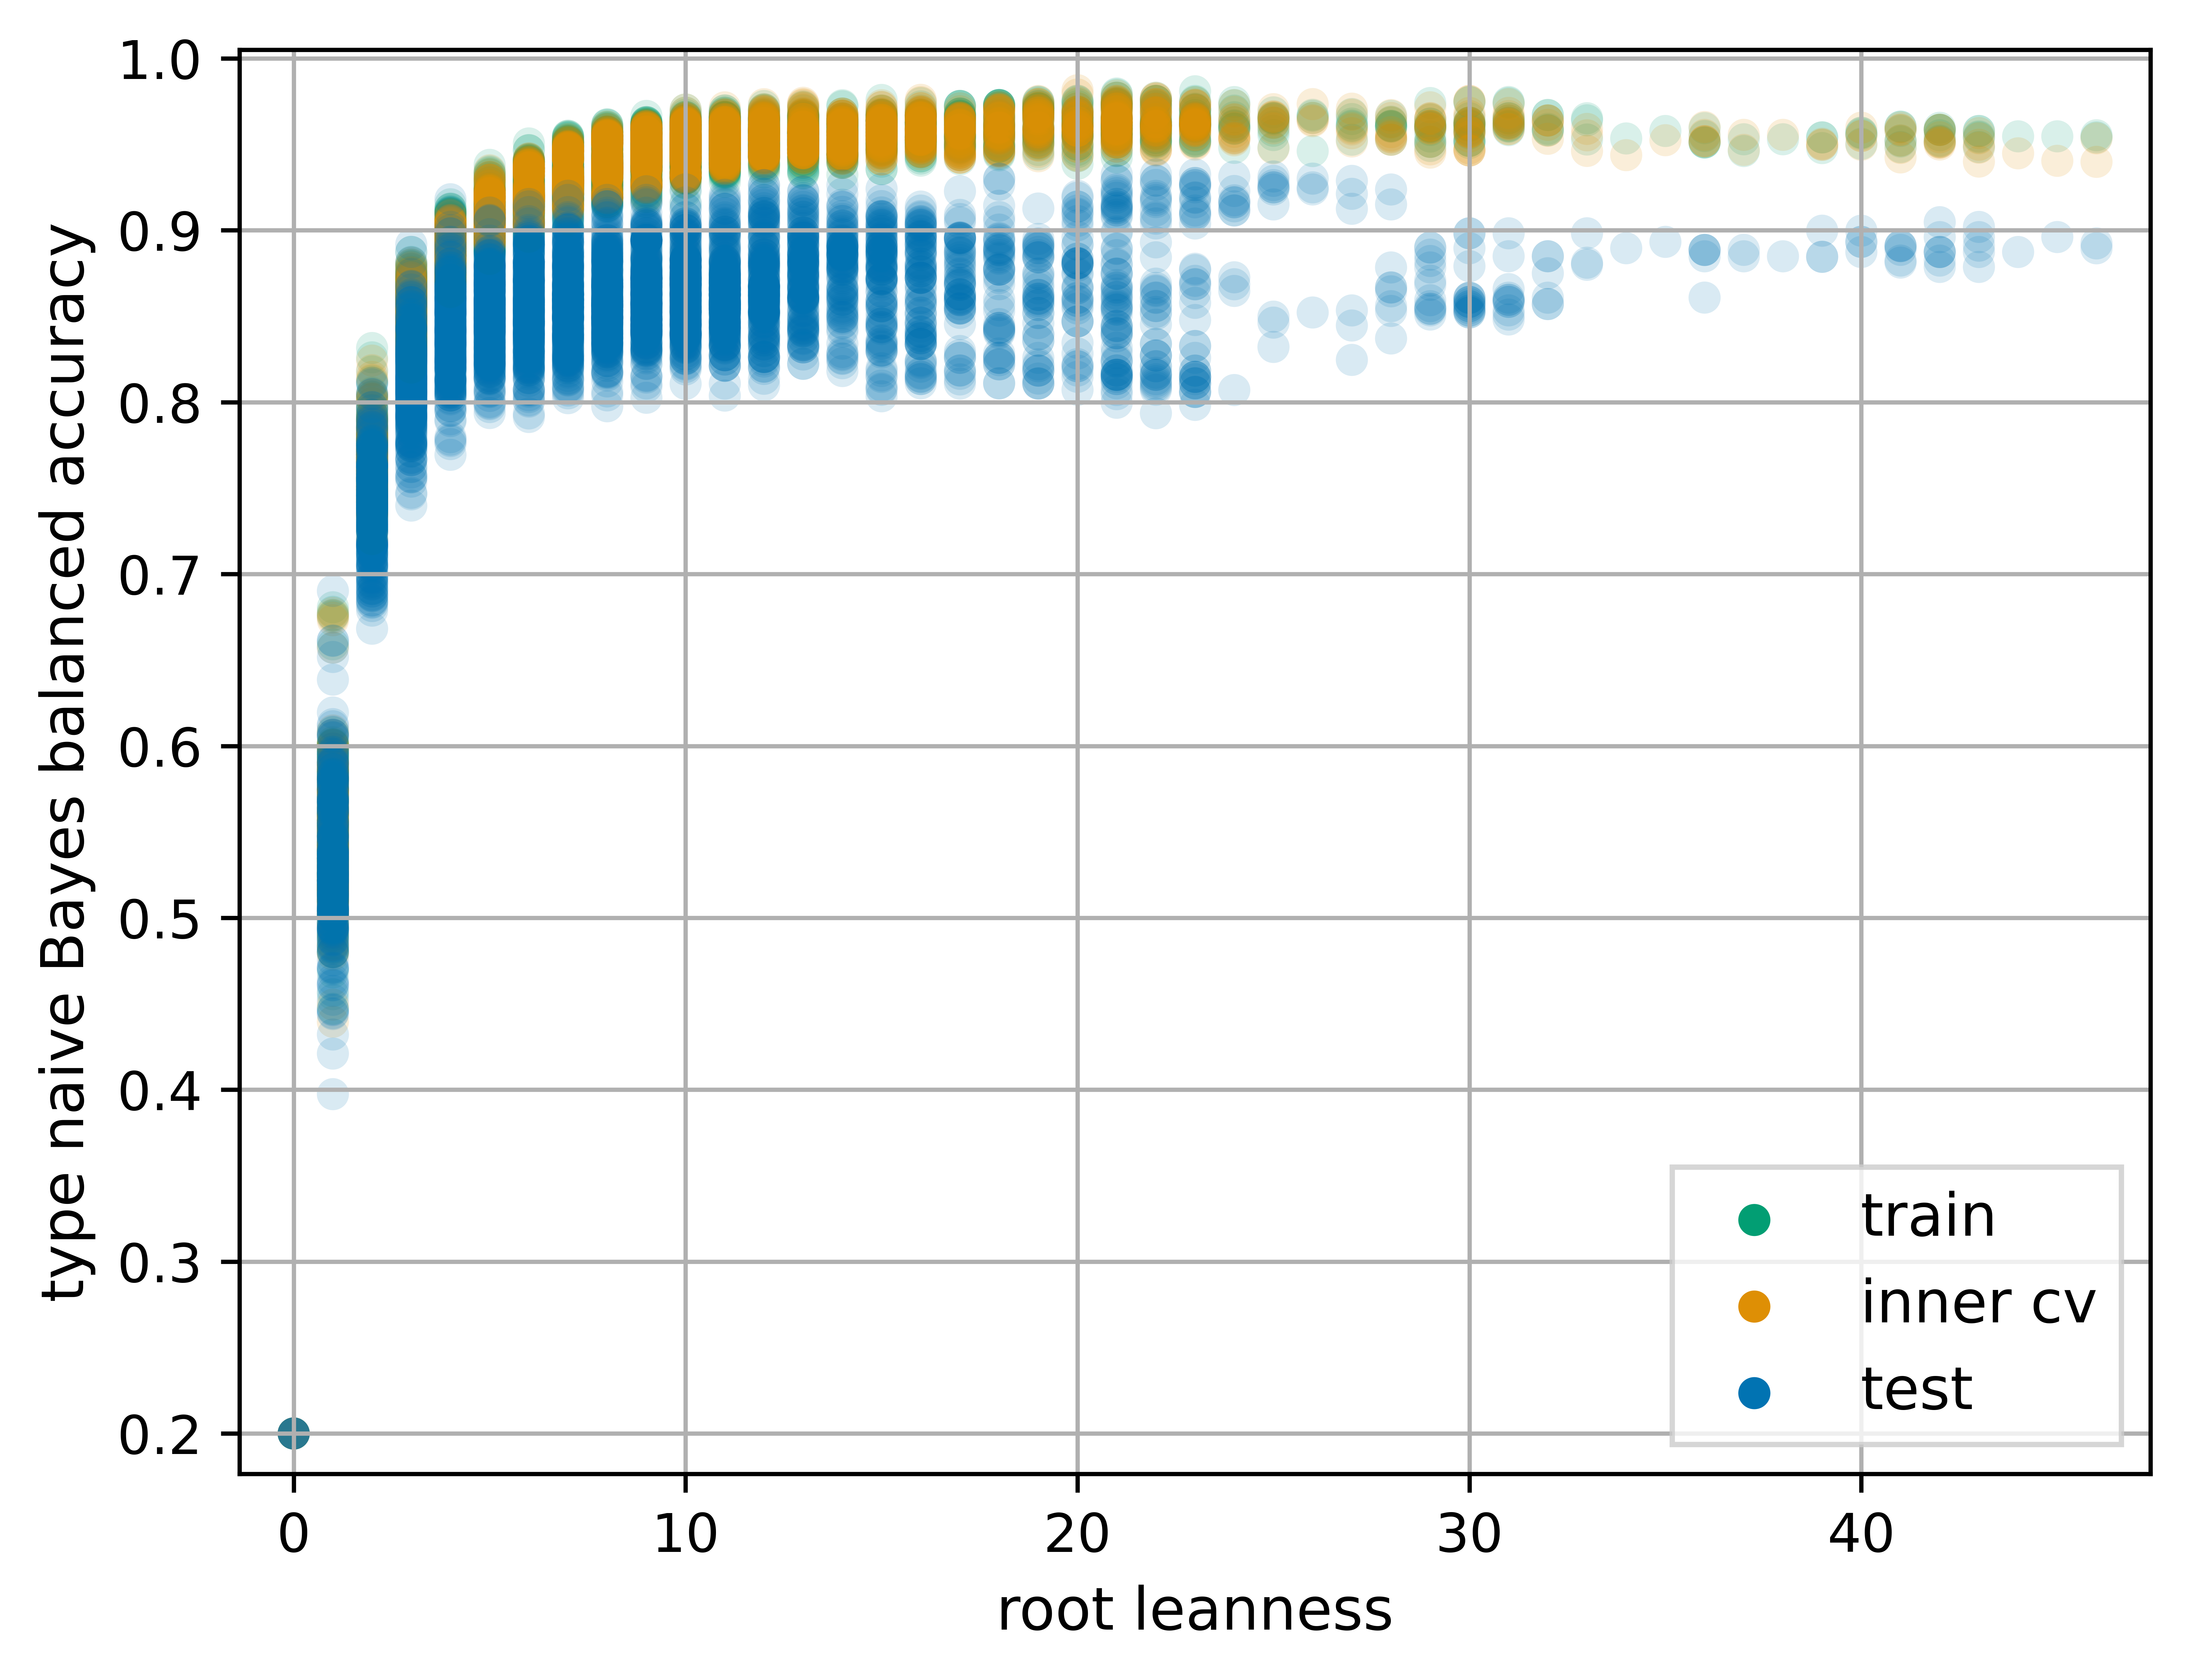 type naive Bayes balanced accuracy
1.0
0.9
0.8
0.7
0.6
0.5
0.4
0.3
0.2
0 10 20 30 40
root leanness
train
inner cv
test